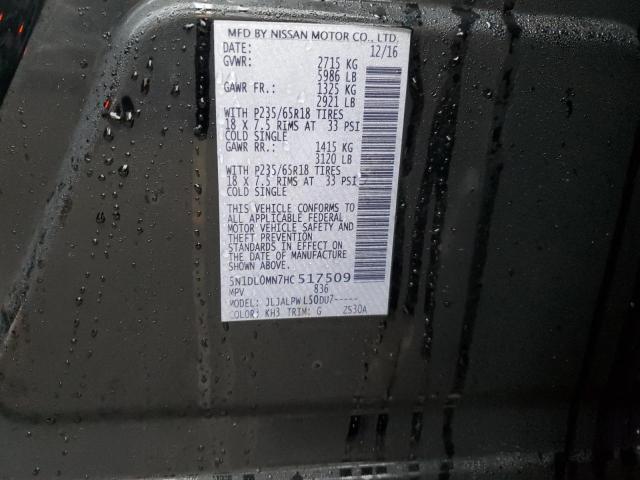 MFD BY NISSAN MOTOR CO., LTD.
DATE: 12/16
GVWR: 2715 KG
5986 LB
GAWR FR.: 1325 KG
2921 LB
WITH P235/65R18 TIRES
18 X 7.5 RIMS AT 33 PSI
COLD SINGLE
GAWR RR.: 1415 KG
3120 LB
WITH P235/65R18 TIRES
18 X 7.5 RIMS AT 33 PSI
COLD SINGLE
THIS VEHICLE CONFORMS TO
ALL APPLICABLE FEDERAL
MOTOR VEHICLE SAFETY AND
THEFT PREVENTION
STANDARDS IN EFFECT ON
THE DATE OF MANUFACTURE
SHOWN ABOVE.
5N1DL0MN7HC517509
MPV 836
MODEL: JLJALPWL50DU7-----
COLOR: KH3 TRIM: G ZS30A